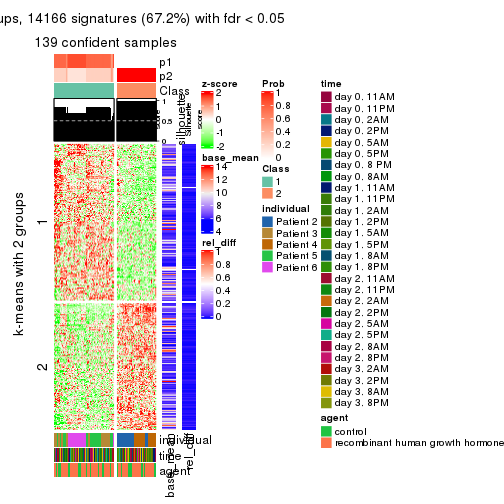 ups, 14166 signatures (67.2%) with fdr < 0.05
139 confident samples
p1
p2
Class
1
0.5
0
silhouette
Silhouette
score
k-means with 2 groups
1
2
individual
time
agent
base_mean
rel_diff
z-score
2
1
0
-1
-2
base_mean
14
12
10
8
6
4
rel_diff
1
0.8
0.6
0.4
0.2
0
Prob
1
0.8
0.6
0.4
0.2
0
Class
1
2
individual
Patient 2
Patient 3
Patient 4
Patient 5
Patient 6
time
day 0. 11AM
day 0. 11PM
day 0. 2AM
day 0. 2PM
day 0. 5AM
day 0. 5PM
day 0. 8 PM
day 0. 8AM
day 1. 11AM
day 1. 11PM
day 1. 2AM
day 1. 2PM
day 1. 5AM
day 1. 5PM
day 1. 8AM
day 1. 8PM
day 2. 11AM
day 2. 11PM
day 2. 2AM
day 2. 2PM
day 2. 5AM
day 2. 5PM
day 2. 8AM
day 2. 8PM
day 3. 2AM
day 3. 2PM
day 3. 8AM
day 3. 8PM
agent
control
recombinant human growth hormone